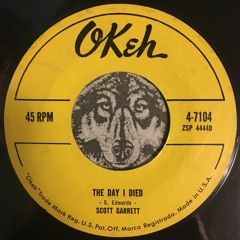 OKeh
45 RPM
4-7104
ZSP 44440
THE DAY I DIED
- S. Edwards -
SCOTT GARRETT
"Okeh" Trade Mark Reg. U.S. Pat. Off. Marca Registrada. Made in U.S.A.